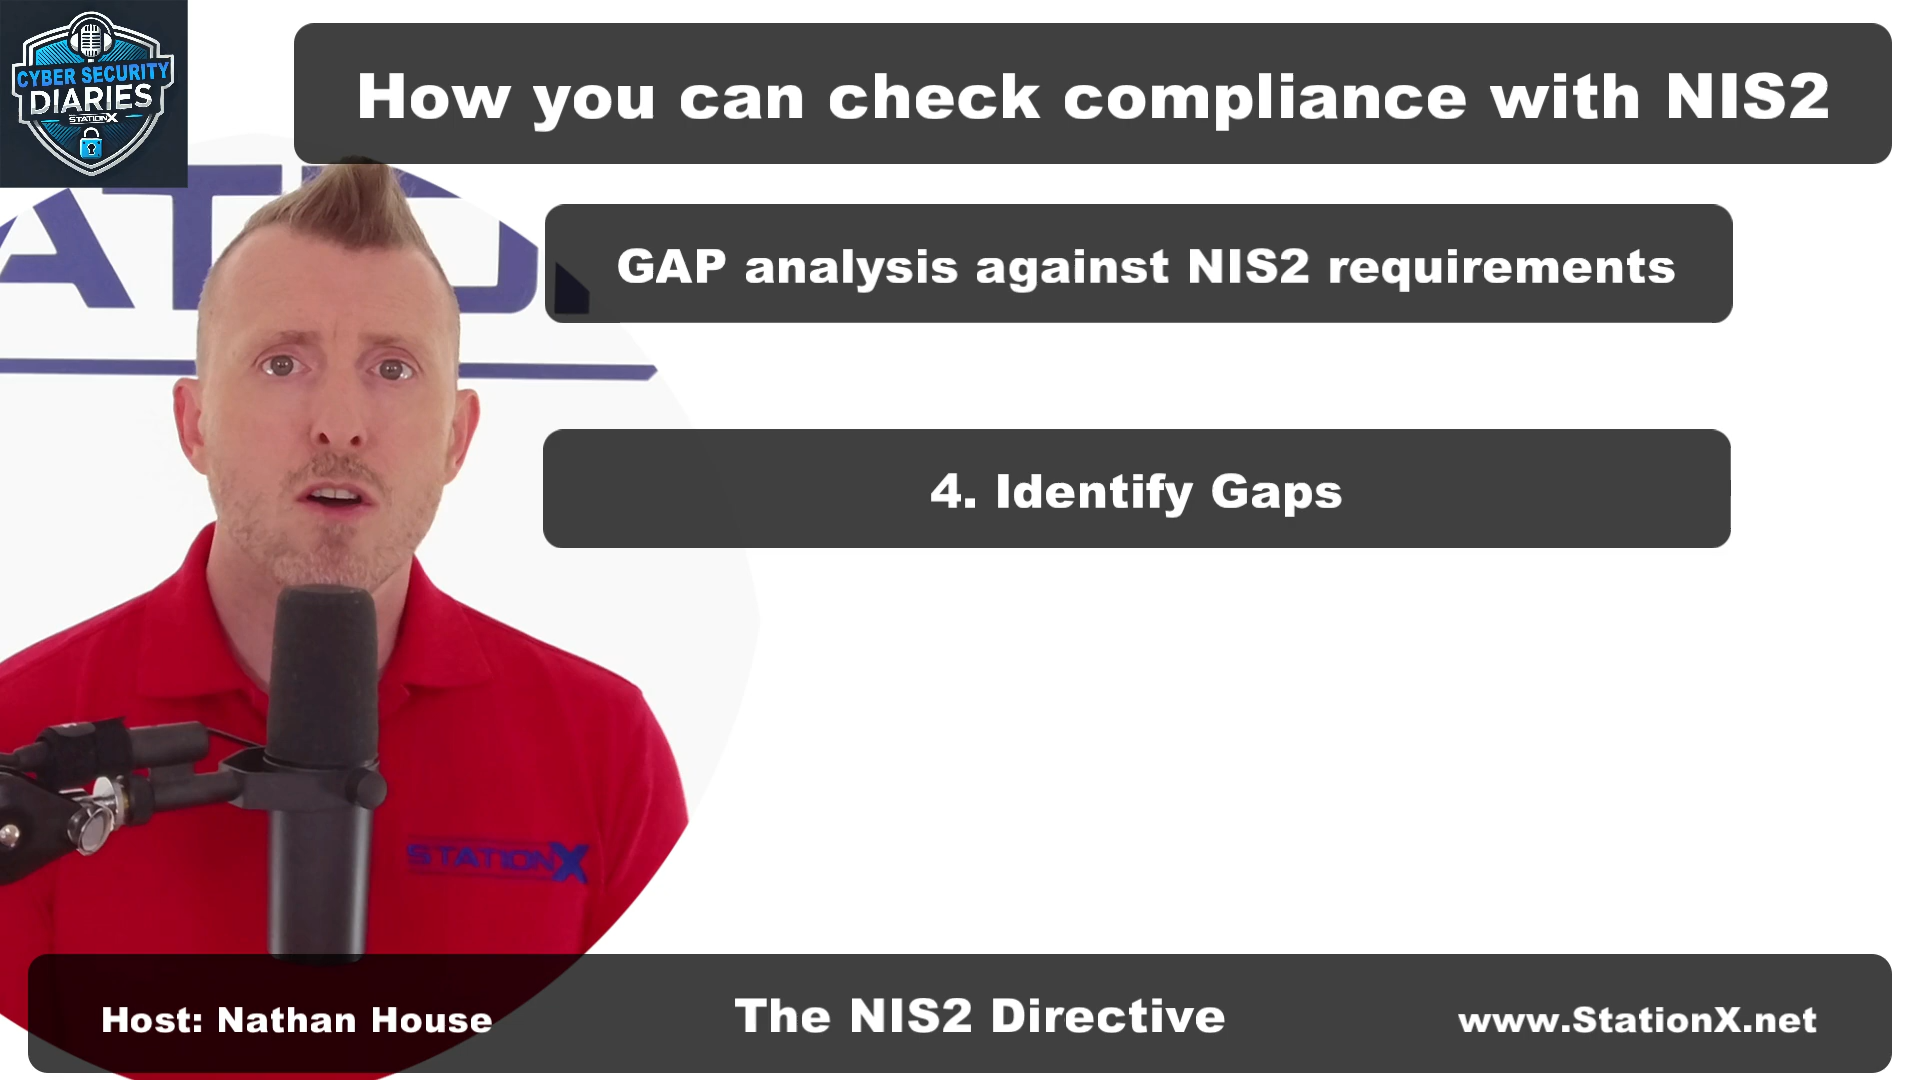 CYBER SECURITY
DIARIES
STATIONX
How you can check compliance with NIS2
GAP analysis against NIS2 requirements
4. Identify Gaps
STATIONX
Host: Nathan House
The NIS2 Directive
www.StationX.net